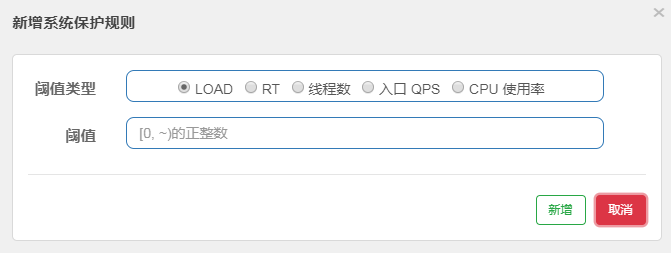 新增系统保护规则
×
阈值类型 LOAD RT 线程数 入口 QPS CPU 使用率
阈值 [0, ~)的正整数
新增 取消